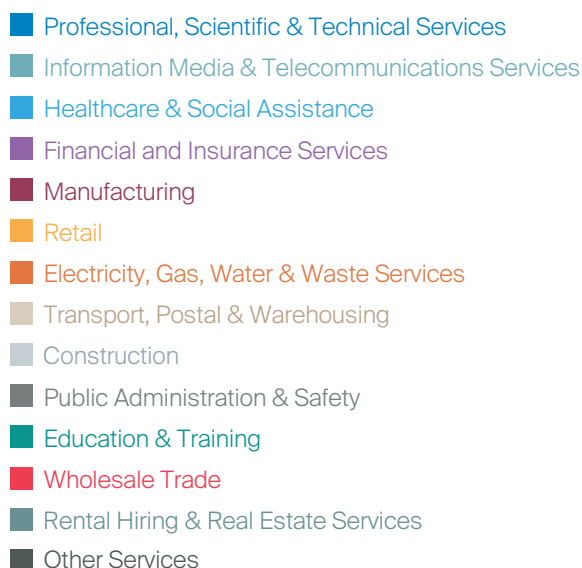 Professional, Scientific & Technical Services
Information Media & Telecommunications Services
Healthcare & Social Assistance
Financial and Insurance Services
Manufacturing
Retail
Electricity, Gas, Water & Waste Services
Transport, Postal & Warehousing
Construction
Public Administration & Safety
Education & Training
Wholesale Trade
Rental Hiring & Real Estate Services
Other Services